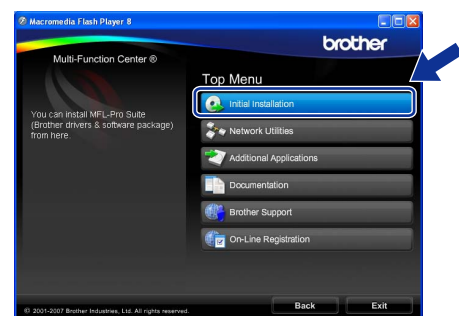 Macromedia Flash Player 8
brother
Multi-Function Center ®
Top Menu
You can install MFL-Pro Suite
(Brother drivers & software package)
from here.
Initial Installation
Network Utilities
Additional Applications
Documentation
Brother Support
On-Line Registration
© 2001-2007 Brother Industries, Ltd. All rights reserved.
Back
Exit